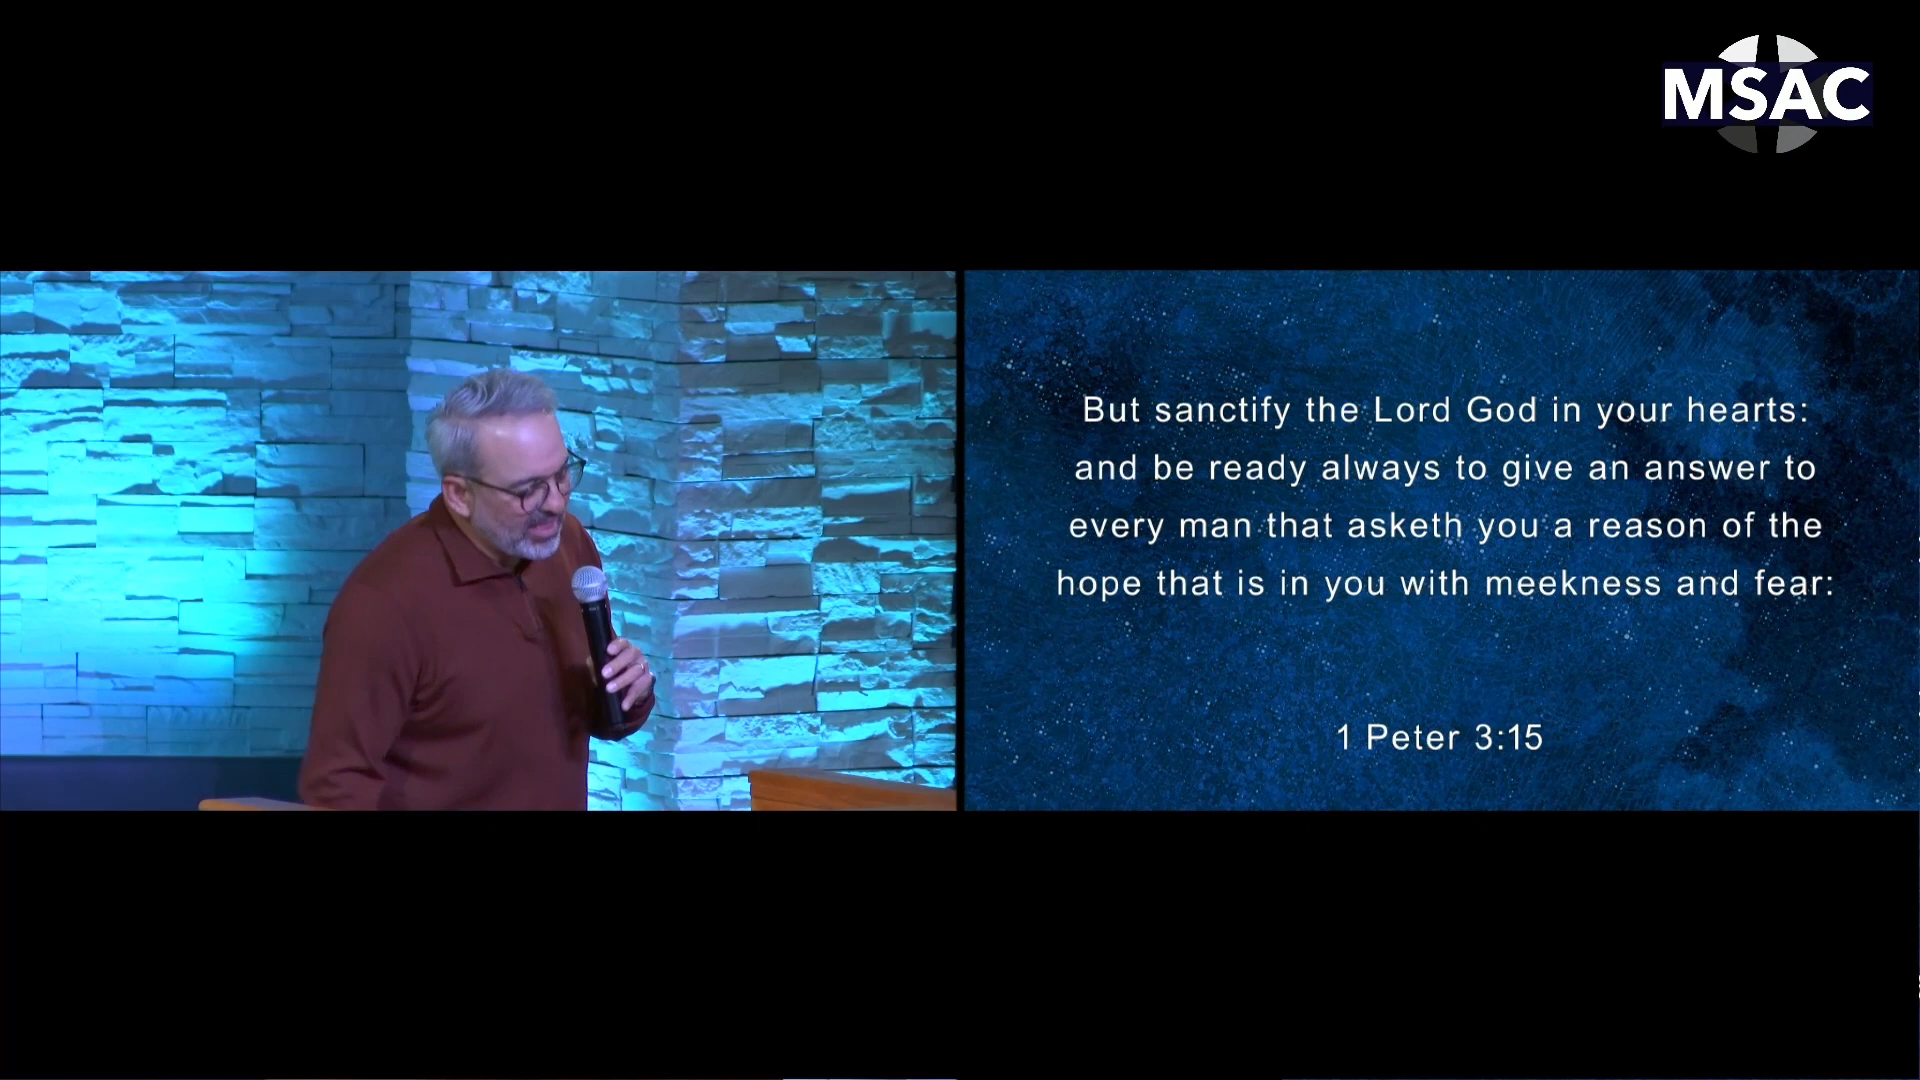 MSAC
But sanctify the Lord God in your hearts:
and be ready always to give an answer to
every man that asketh you a reason of the
hope that is in you with meekness and fear:
1 Peter 3:15